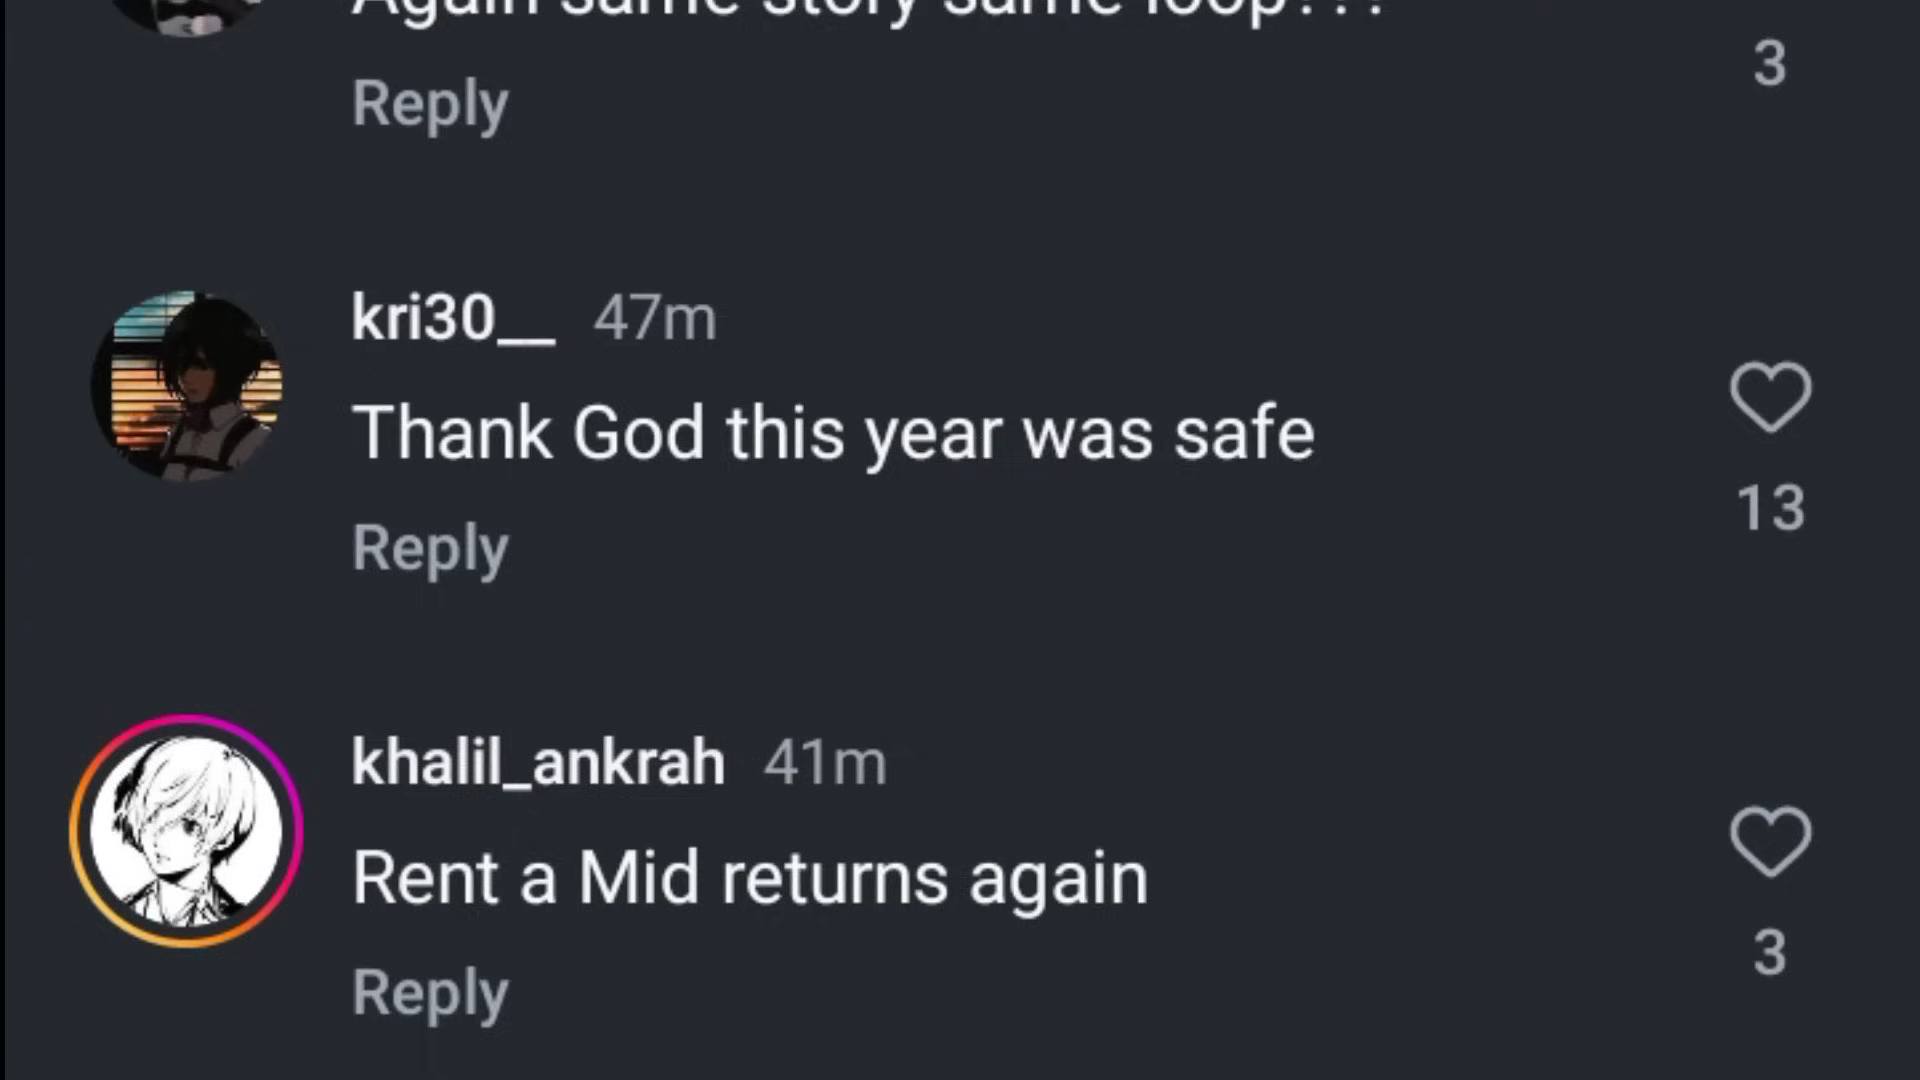 Again same story same loop???
3
Reply
kri30__ 47m
Thank God this year was safe
13
Reply
khalil_ankrah 41m
Rent a Mid returns again
3
Reply